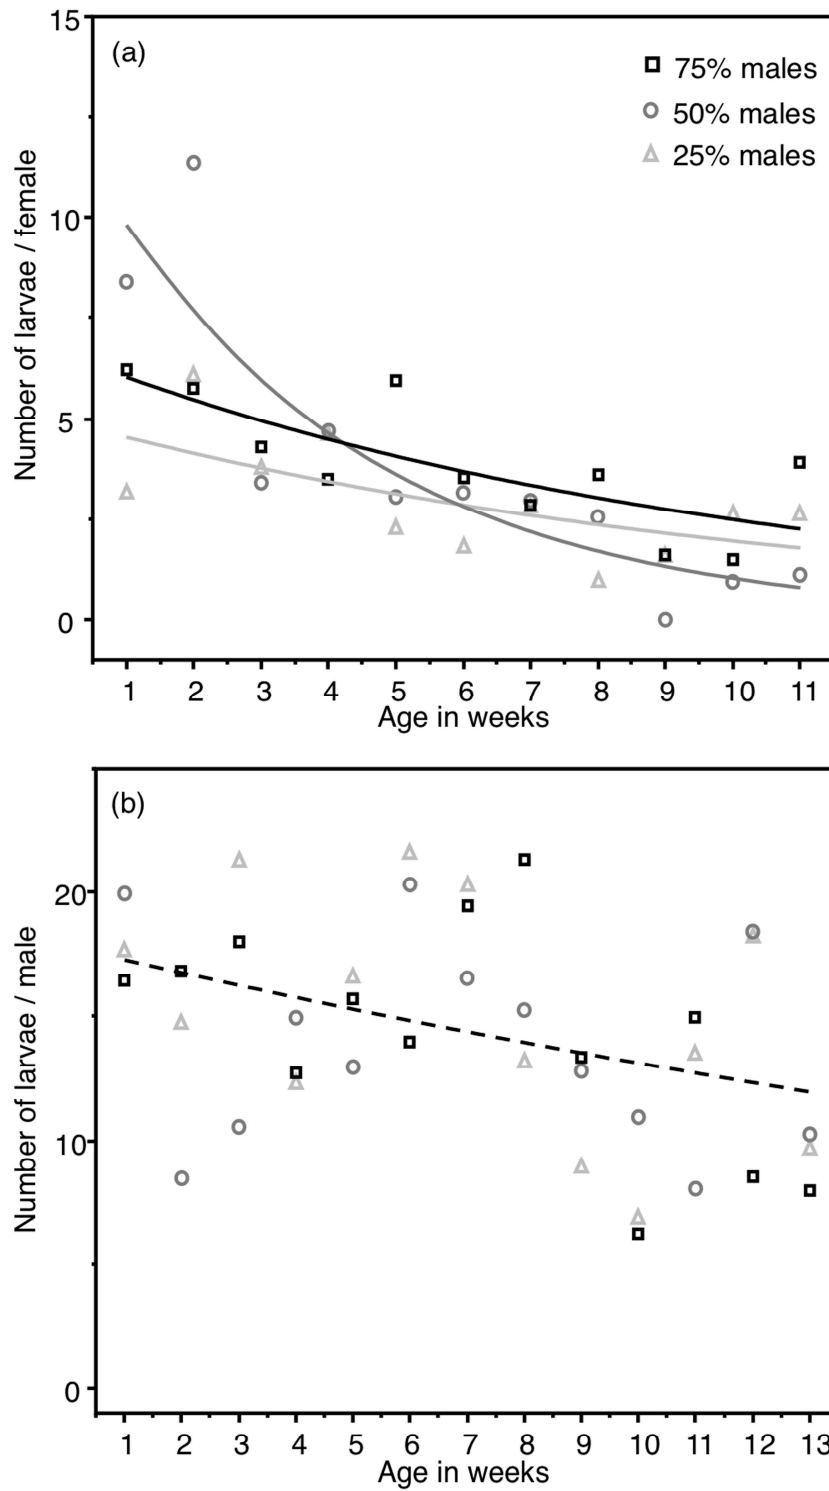 15
(a)
75% males
50% males
25% males
10
5
0
Number of larvae / female
1 2 3 4 5 6 7 8 9 10 11
Age in weeks
(b)
20
10
0
Number of larvae / male
1 2 3 4 5 6 7 8 9 10 11 12 13
Age in weeks